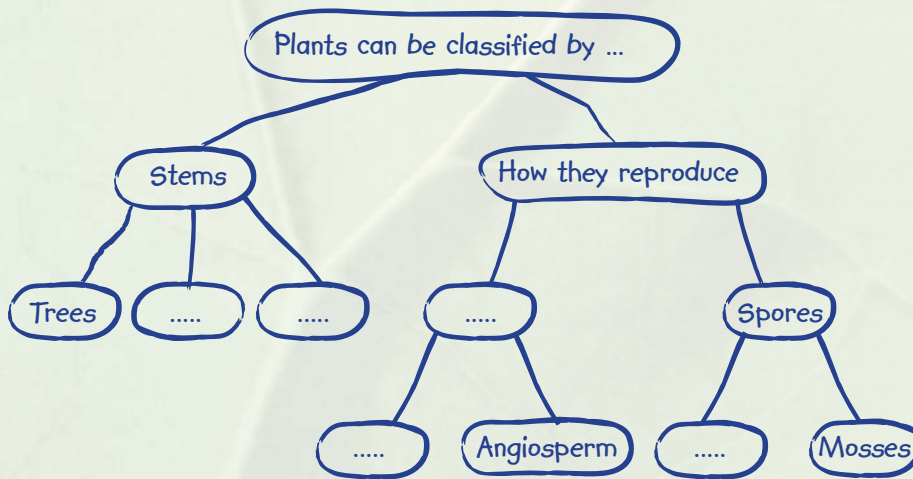 Plants can be classified by ...
Stems
How they reproduce
Trees
.....
.....
.....
Spores
.....
Angiosperm
.....
Mosses